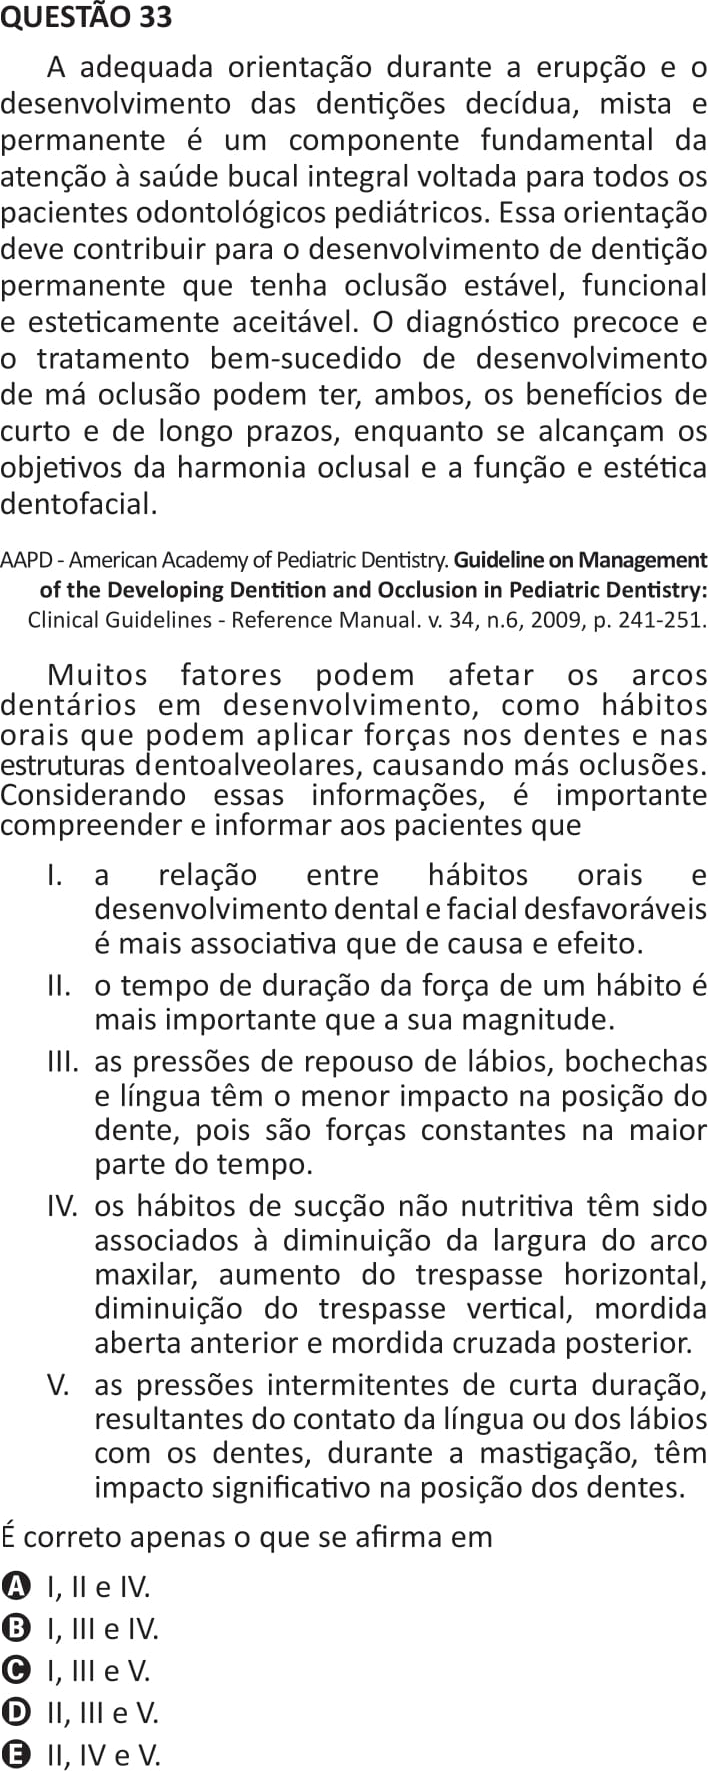 QUESTÃO 33
A adequada orientação durante a erupção e o
desenvolvimento das dentições decídua, mista e
permanente é um componente fundamental da
atenção à saúde bucal integral voltada para todos os
pacientes odontológicos pediátricos. Essa orientação
deve contribuir para o desenvolvimento de dentição
permanente que tenha oclusão estável, funcional
e esteticamente aceitável. O diagnóstico precoce e
o tratamento bem-sucedido de desenvolvimento
de má oclusão podem ter, ambos, os benefícios de
curto e de longo prazos, enquanto se alcançam os
objetivos da harmonia oclusal e a função e estética
dentofacial.
AAPD - American Academy of Pediatric Dentistry. Guideline on Management
of the Developing Dentition and Occlusion in Pediatric Dentistry:
Clinical Guidelines - Reference Manual. v. 34, n.6, 2009, p. 241-251.
Muitos fatores podem afetar os arcos
dentários em desenvolvimento, como hábitos
orais que podem aplicar forças nos dentes e nas
estruturas dentoalveolares, causando más oclusões.
Considerando essas informações, é importante
compreender e informar aos pacientes que
I. a relação entre hábitos orais e
desenvolvimento dental e facial desfavoráveis
é mais associativa que de causa e efeito.
II. o tempo de duração da força de um hábito é
mais importante que a sua magnitude.
III. as pressões de repouso de lábios, bochechas
e língua têm o menor impacto na posição do
dente, pois são forças constantes na maior
parte do tempo.
IV. os hábitos de sucção não nutritiva têm sido
associados à diminuição da largura do arco
maxilar, aumento do trespasse horizontal,
diminuição do trespasse vertical, mordida
aberta anterior e mordida cruzada posterior.
V. as pressões intermitentes de curta duração,
resultantes do contato da língua ou dos lábios
com os dentes, durante a mastigação, têm
impacto significativo na posição dos dentes.
É correto apenas o que se afirma em
A I, II e IV.
B I, III e IV.
C I, III e V.
D II, III e V.
E II, IV e V.